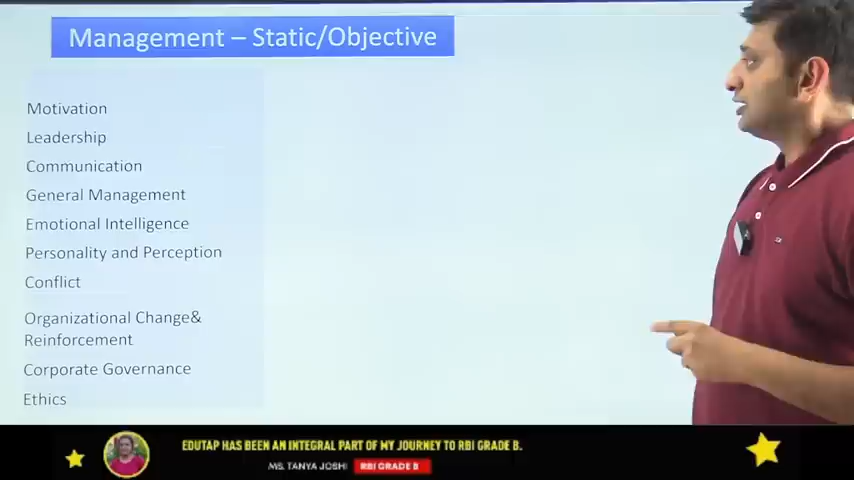 Management – Static/Objective
Motivation
Leadership
Communication
General Management
Emotional Intelligence
Personality and Perception
Conflict
Organizational Change&
Reinforcement
Corporate Governance
Ethics
EDUTAP HAS BEEN AN INTEGRAL PART OF MY JOURNEY TO RBI GRADE B.
MS. TANYA JOSHI RBI GRADE B